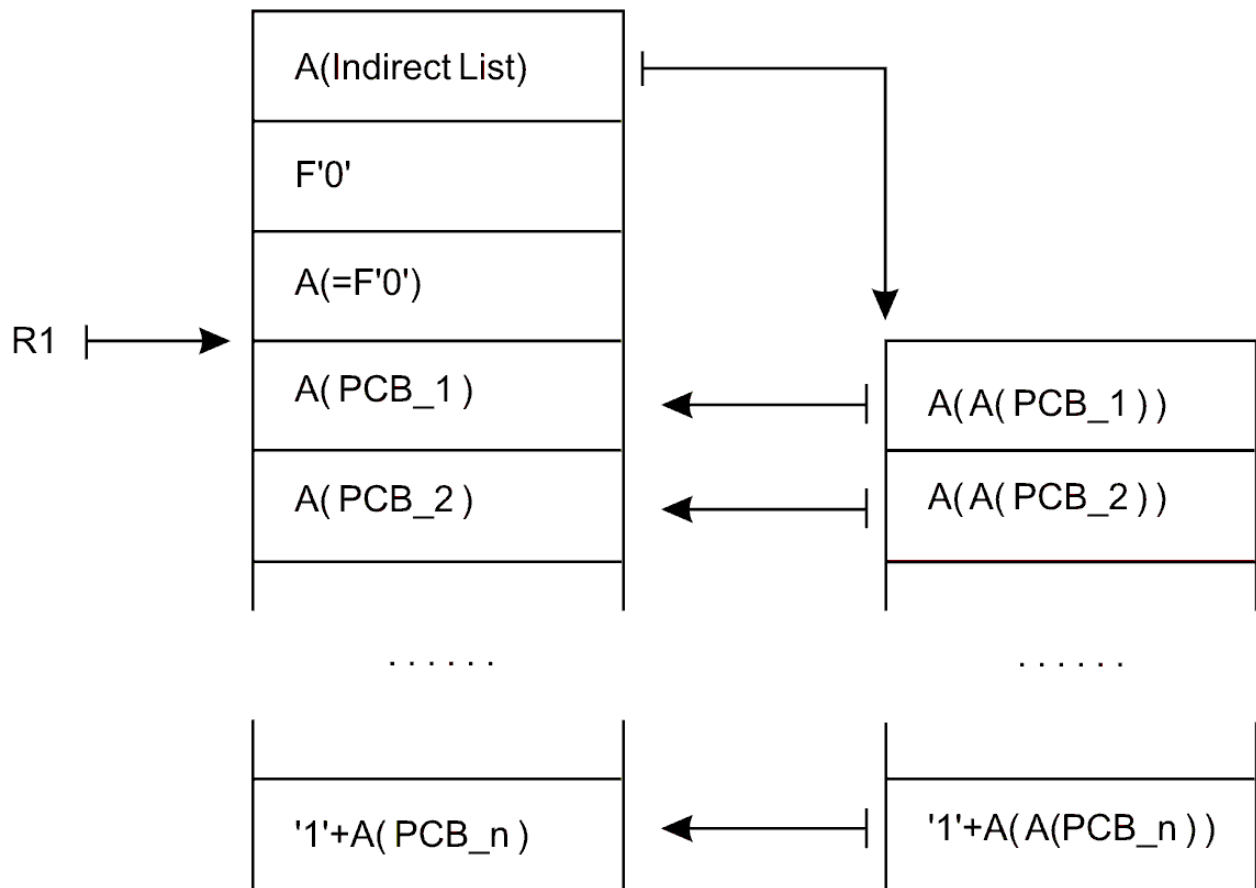 A(Indirect List)
F'0'
A(=F'0')
R1
A( PCB_1 )
A( A( PCB_1 ) )
A( PCB_2 )
A( A( PCB_2 ) )
. . . . . .
. . . . . .
'1'+A( PCB_n )
'1'+A( A(PCB_n ) )